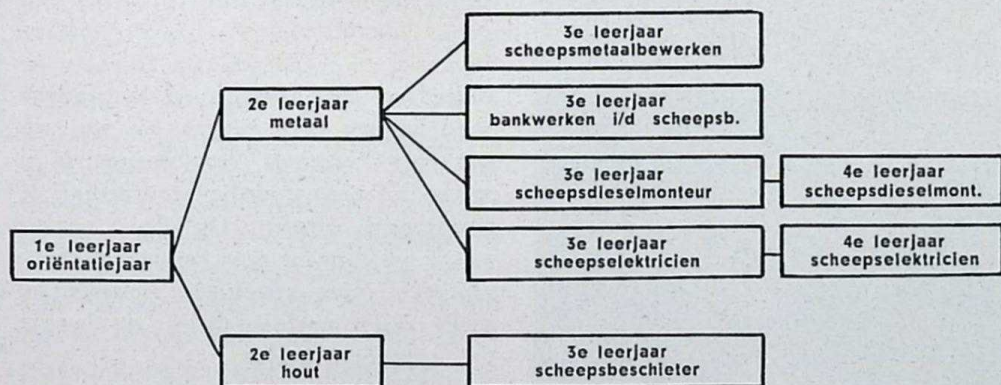 1e leerjaar
oriëntatiejaar
2e leerjaar
metaal
2e leerjaar
hout
3e leerjaar
scheepsmetaalbewerken
3e leerjaar
bankwerken i/d scheepsb.
3e leerjaar
scheepsdieselmonteur
3e leerjaar
scheepselektricien
3e leerjaar
scheepsbeschieter
4e leerjaar
scheepsdieselmont.
4e leerjaar
scheepselektricien